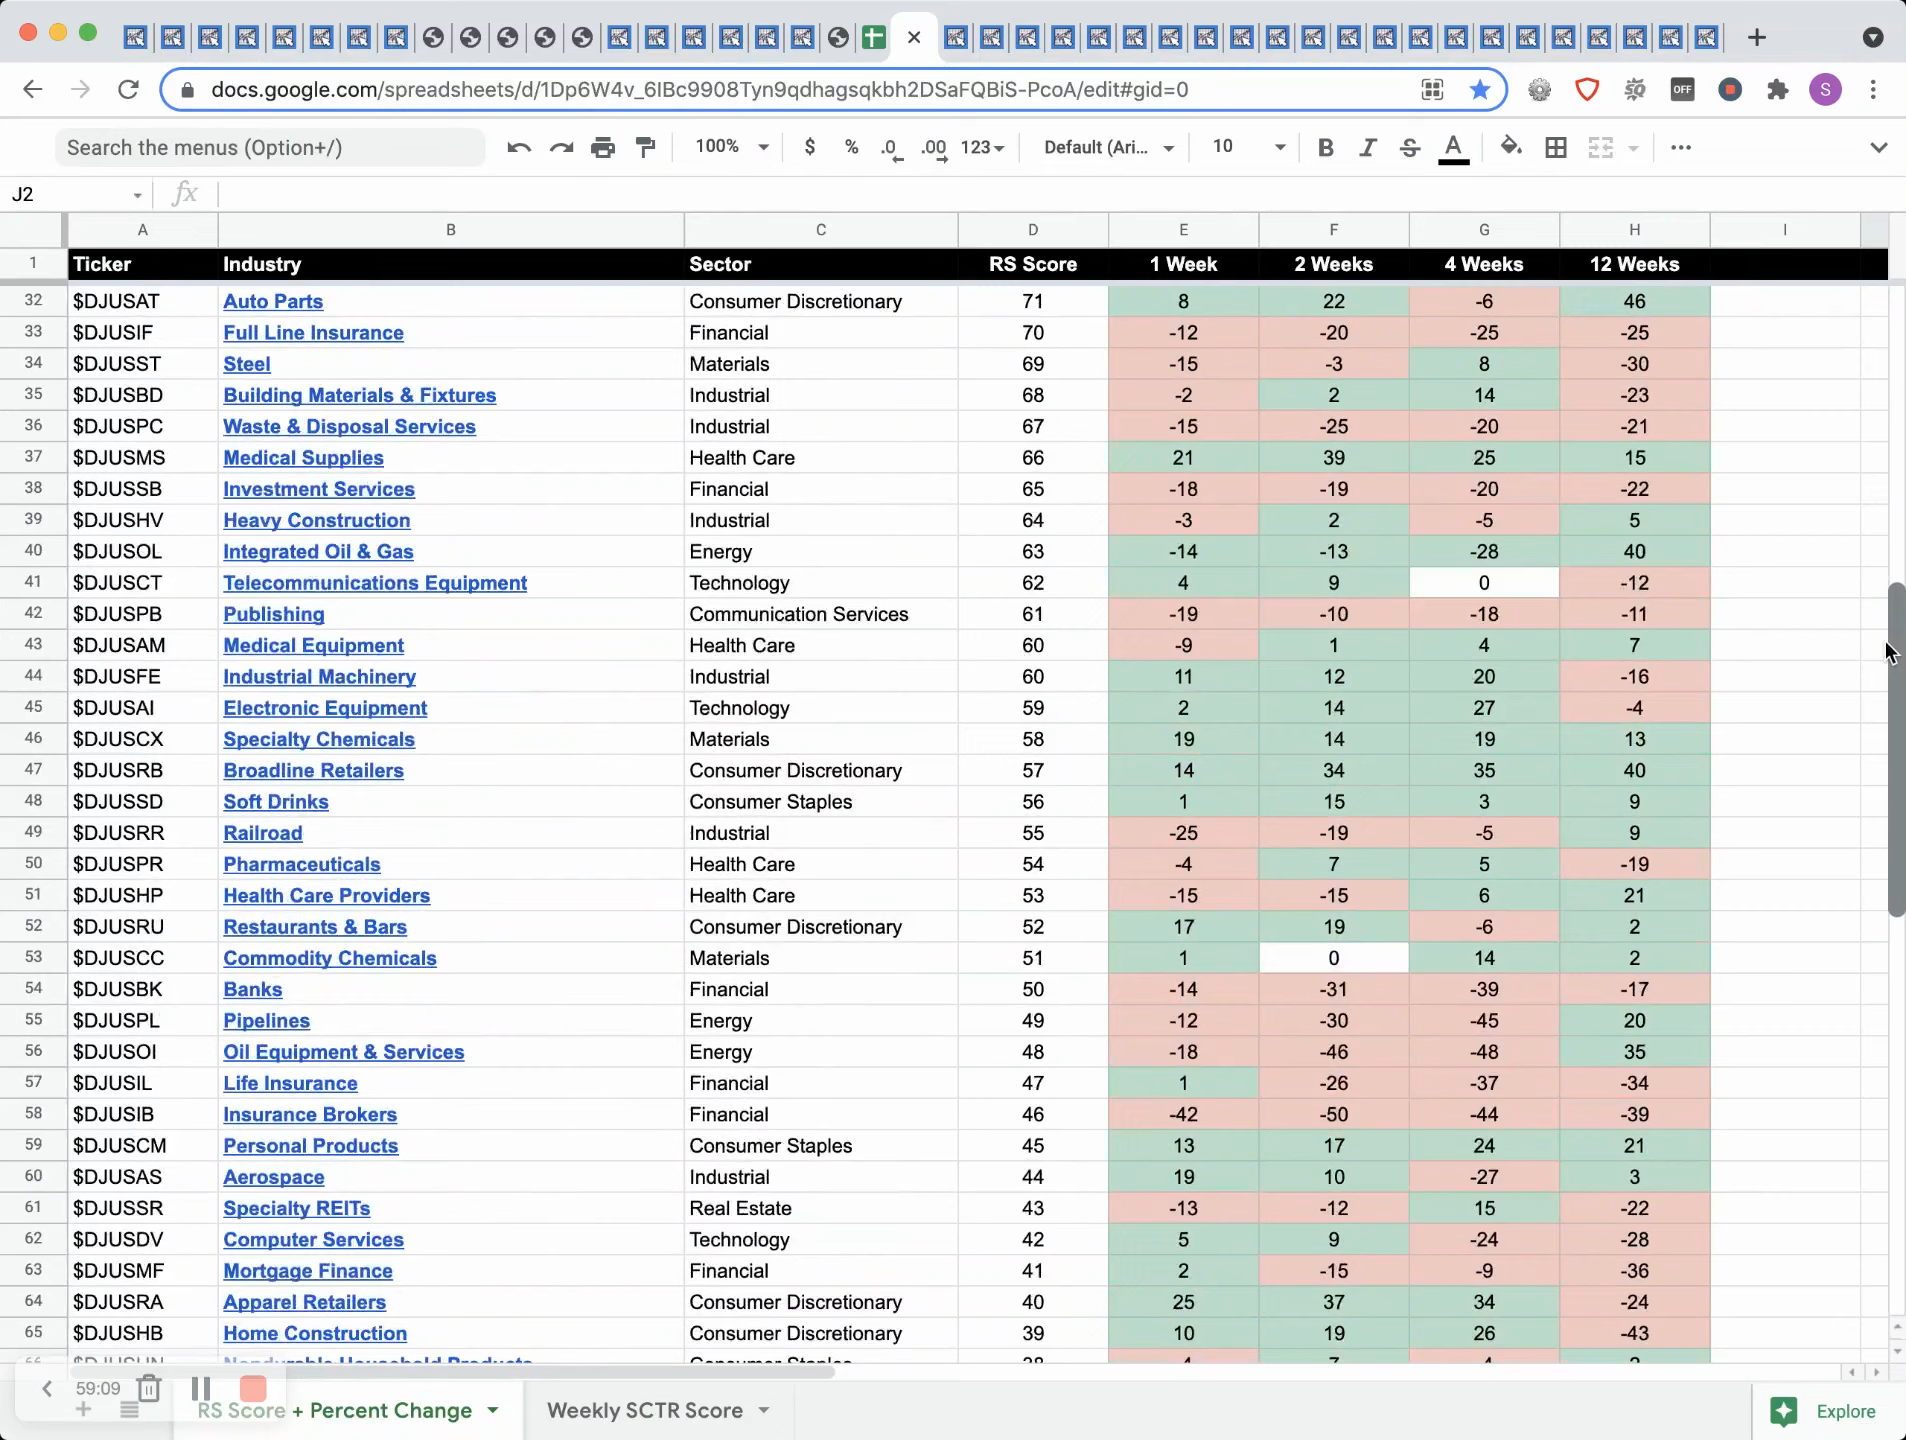 docs.google.com/spreadsheets/d/1Dp6W4v_6IBc9908Tyn9qdhagsqkbh2DSaFQBiS-PcoA/edit#gid=0 OFF S
Search the menus (Option+/) 100% $ % .0 .00 123 Default (Ari... 10 B I S A
J2 fx
A B C D E F G H I
1 Ticker Industry Sector RS Score 1 Week 2 Weeks 4 Weeks 12 Weeks
32 $DJUSAT Auto Parts Consumer Discretionary 71 8 22 -6 46
33 $DJUSIF Full Line Insurance Financial 70 -12 -20 -25 -25
34 $DJUSST Steel Materials 69 -15 -3 8 -30
35 $DJUSBD Building Materials & Fixtures Industrial 68 -2 2 14 -23
36 $DJUSPC Waste & Disposal Services Industrial 67 -15 -25 -20 -21
37 $DJUSMS Medical Supplies Health Care 66 21 39 25 15
38 $DJUSSB Investment Services Financial 65 -18 -19 -20 -22
39 $DJUSHV Heavy Construction Industrial 64 -3 2 -5 5
40 $DJUSOL Integrated Oil & Gas Energy 63 -14 -13 -28 40
41 $DJUSCT Telecommunications Equipment Technology 62 4 9 0 -12
42 $DJUSPB Publishing Communication Services 61 -19 -10 -18 -11
43 $DJUSAM Medical Equipment Health Care 60 -9 1 4 7
44 $DJUSFE Industrial Machinery Industrial 60 11 12 20 -16
45 $DJUSAI Electronic Equipment Technology 59 2 14 27 -4
46 $DJUSCX Specialty Chemicals Materials 58 19 14 19 13
47 $DJUSRB Broadline Retailers Consumer Discretionary 57 14 34 35 40
48 $DJUSSD Soft Drinks Consumer Staples 56 1 15 3 9
49 $DJUSRR Railroad Industrial 55 -25 -19 -5 9
50 $DJUSPR Pharmaceuticals Health Care 54 -4 7 5 -19
51 $DJUSHP Health Care Providers Health Care 53 -15 -15 6 21
52 $DJUSRU Restaurants & Bars Consumer Discretionary 52 17 19 -6 2
53 $DJUSCC Commodity Chemicals Materials 51 1 0 14 2
54 $DJUSBK Banks Financial 50 -14 -31 -39 -17
55 $DJUSPL Pipelines Energy 49 -12 -30 -45 20
56 $DJUSOI Oil Equipment & Services Energy 48 -18 -46 -48 35
57 $DJUSIL Life Insurance Financial 47 1 -26 -37 -34
58 $DJUSIB Insurance Brokers Financial 46 -42 -50 -44 -39
59 $DJUSCM Personal Products Consumer Staples 45 13 17 24 21
60 $DJUSAS Aerospace Industrial 44 19 10 -27 3
61 $DJUSSR Specialty REITs Real Estate 43 -13 -12 15 -22
62 $DJUSDV Computer Services Technology 42 5 9 -24 -28
63 $DJUSMF Mortgage Finance Financial 41 2 -15 -9 -36
64 $DJUSRA Apparel Retailers Consumer Discretionary 40 25 37 34 -24
65 $DJUSHB Home Construction Consumer Discretionary 39 10 19 26 -43
66 Nondurable Household Products Consumer Staples 38
59:09
RS Score + Percent Change Weekly SCTR Score Explore